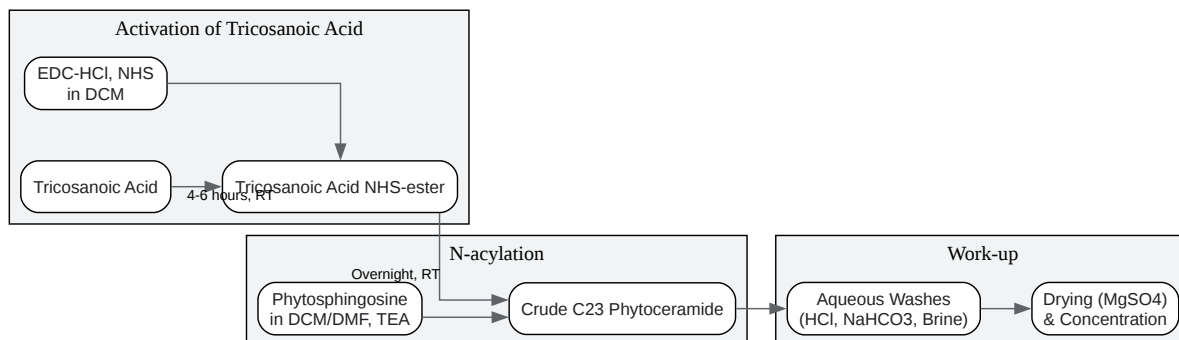 Activation of Tricosanoic Acid
EDC-HCl, NHS
in DCM
Tricosanoic Acid
4-6 hours, RT
Tricosanoic Acid NHS-ester
N-acylation
Overnight, RT
Phytosphingosine
in DCM/DMF, TEA
Crude C23 Phytoceramide
Work-up
Aqueous Washes
(HCl, NaHCO3, Brine)
Drying (MgSO4)
& Concentration